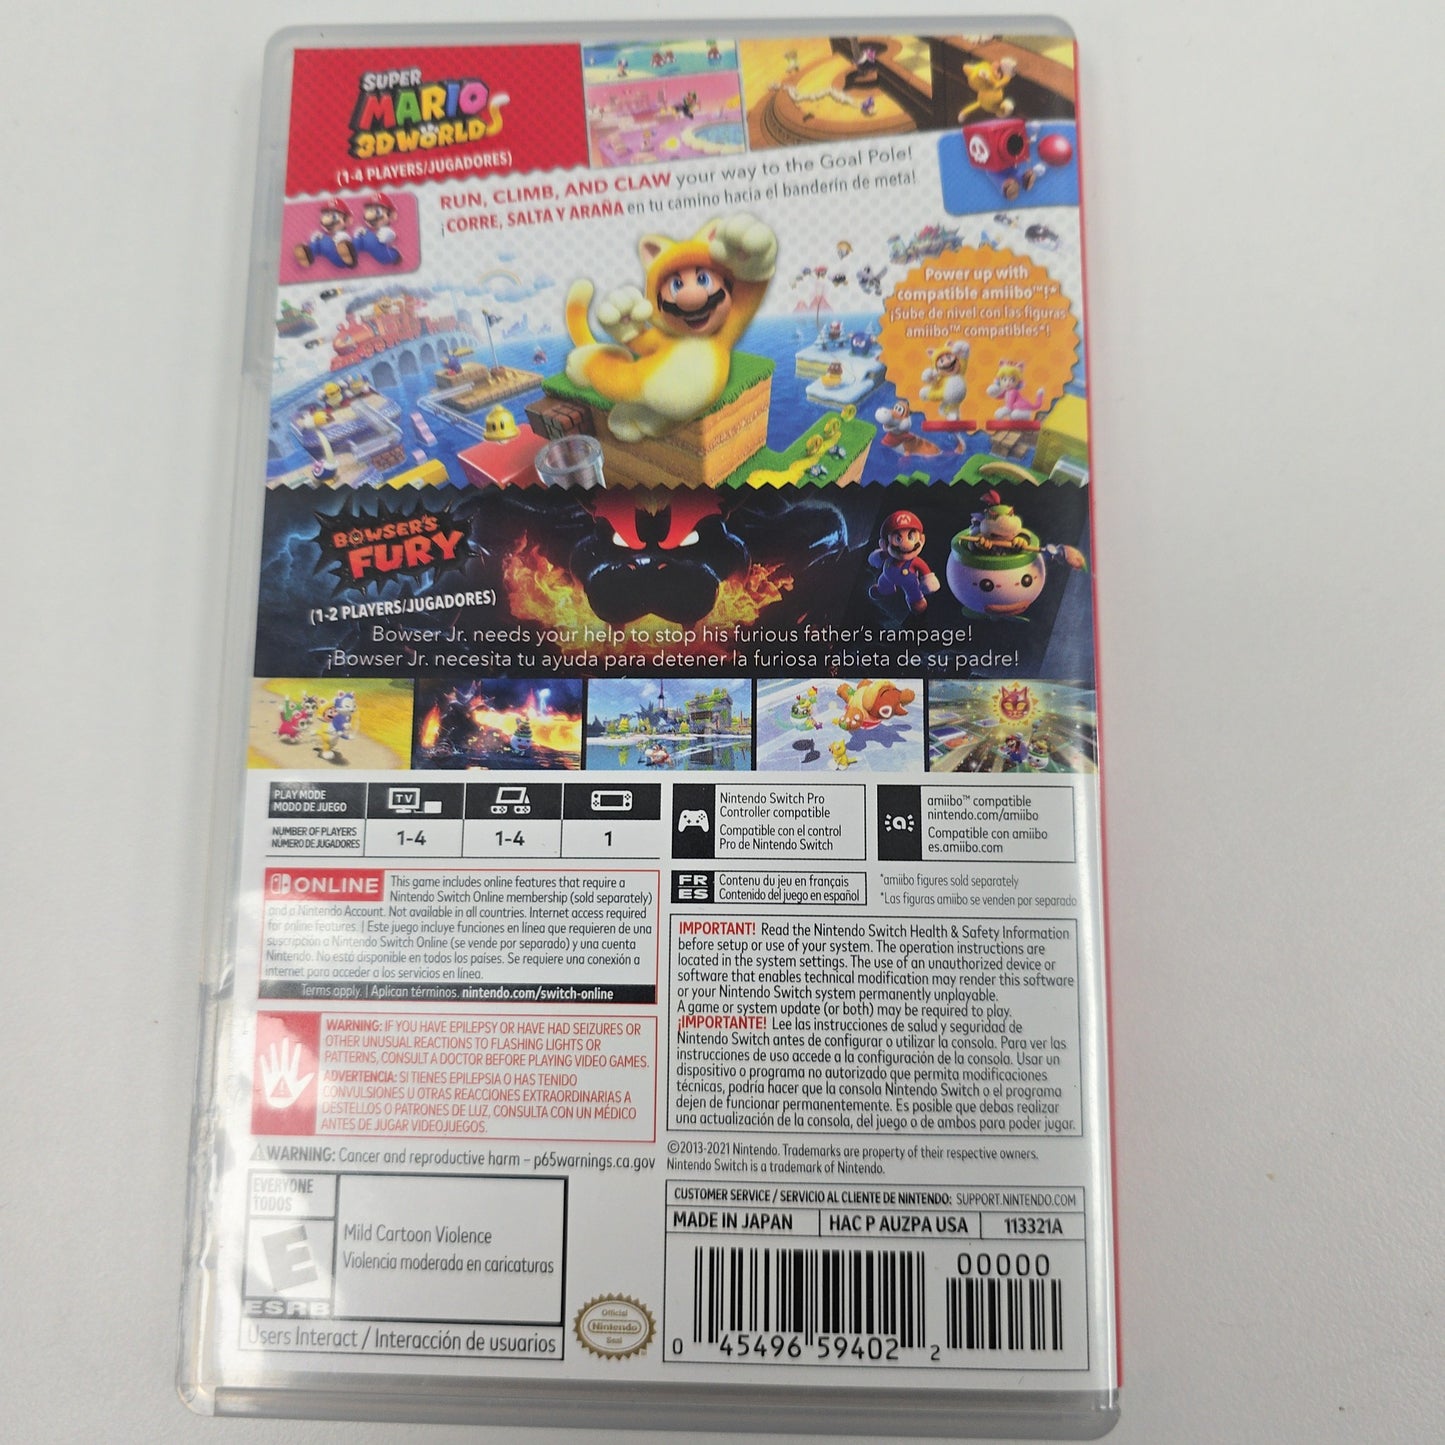 SUPER
MARIO
3D WORLD
(1-4 PLAYERS/JUGADORES)
RUN, CLIMB, AND CLAW your way to the Goal Pole!
¡CORRE, SALTA Y ARAÑA en tu camino hacia el banderín de meta!
Power up with
compatible amiibo™!*
¡Sube de nivel con las figuras
amiibo™ compatibles*!
BOWSER'S
FURY
(1-2 PLAYERS/JUGADORES)
Bowser Jr. needs your help to stop his furious father's rampage!
¡Bowser Jr. necesita tu ayuda para detener la furiosa rabieta de su padre!
PLAY MODE
MODO DE JUEGO
TV
NUMBER OF PLAYERS
NÚMERO DE JUGADORES
1-4
1-4
1
Nintendo Switch Pro
Controller compatible
Compatible con el control
Pro de Nintendo Switch
amiibo™ compatible
nintendo.com/amiibo
Compatible con amiibo
es.amiibo.com
FR
ES
Contenu du jeu en français
Contenido del juego en español
*amiibo figures sold separately
*Las figuras amiibo se venden por separado
ONLINE
This game includes online features that require a
Nintendo Switch Online membership (sold separately)
and a Nintendo Account. Not available in all countries. Internet access required
for online features. | Este juego incluye funciones en línea que requieren de una
suscripción a Nintendo Switch Online (se vende por separado) y una cuenta
Nintendo. No está disponible en todos los países. Se requiere una conexión a
internet para acceder a los servicios en línea.
Terms apply. | Aplican términos. nintendo.com/switch-online
IMPORTANT! Read the Nintendo Switch Health & Safety Information
before setup or use of your system. The operation instructions are
located in the system settings. The use of an unauthorized device or
software that enables technical modification may render this software
or your Nintendo Switch system permanently unplayable.
A game or system update (or both) may be required to play.
¡IMPORTANTE! Lee las instrucciones de salud y seguridad de
Nintendo Switch antes de configurar o utilizar la consola. Para ver las
instrucciones de uso accede a la configuración de la consola. Usar un
dispositivo o programa no autorizado que permita modificaciones
técnicas, podría hacer que la consola Nintendo Switch o el programa
dejen de funcionar permanentemente. Es posible que debas realizar
una actualización de la consola, del juego o de ambos para poder jugar.
WARNING: IF YOU HAVE EPILEPSY OR HAVE HAD SEIZURES OR
OTHER UNUSUAL REACTIONS TO FLASHING LIGHTS OR
PATTERNS, CONSULT A DOCTOR BEFORE PLAYING VIDEO GAMES.
ADVERTENCIA: SI TIENES EPILEPSIA O HAS TENIDO
CONVULSIONES U OTRAS REACCIONES EXTRAORDINARIAS A
DESTELLOS O PATRONES DE LUZ, CONSULTA CON UN MÉDICO
ANTES DE JUGAR VIDEOJUEGOS.
WARNING: Cancer and reproductive harm – p65warnings.ca.gov
©2013-2021 Nintendo. Trademarks are property of their respective owners.
Nintendo Switch is a trademark of Nintendo.
EVERYONE
TODOS
E
ESRB
Mild Cartoon Violence
Violencia moderada en caricaturas
Users Interact / Interacción de usuarios
Official
Nintendo
Seal
CUSTOMER SERVICE / SERVICIO AL CLIENTE DE NINTENDO: SUPPORT.NINTENDO.COM
MADE IN JAPAN
HAC P AUZPA USA
113321A
00000
0 45496 59402 2